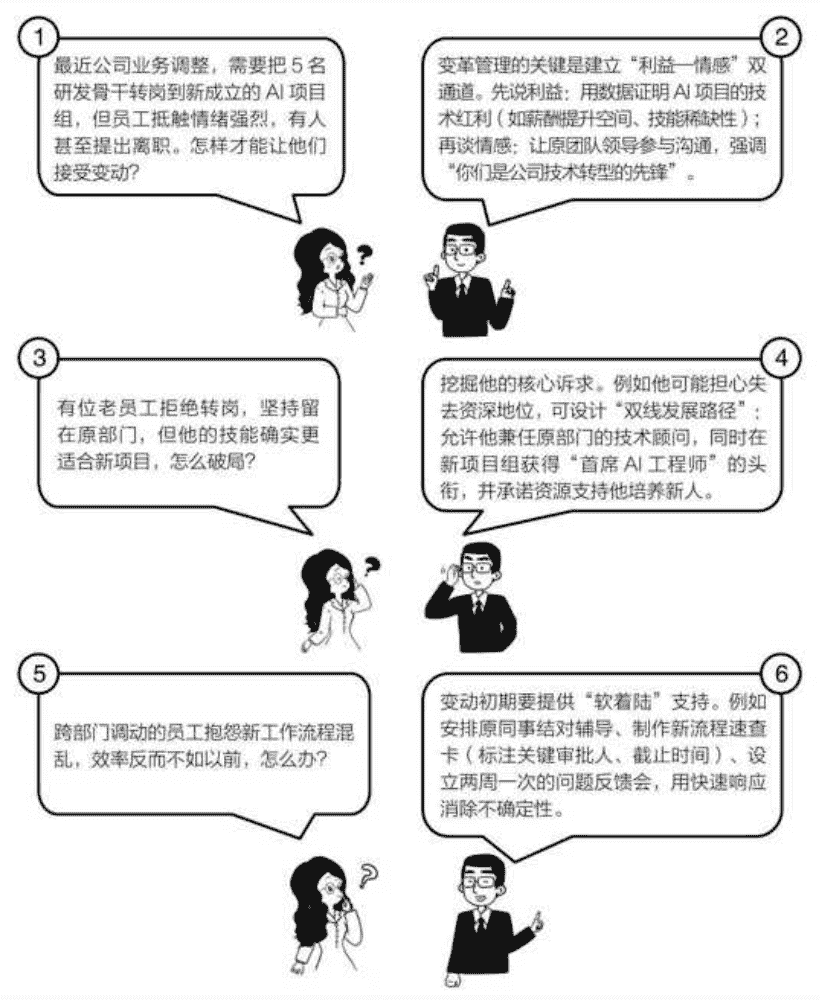 1
最近公司业务调整，需要把5名
研发骨干转岗到新成立的AI项目
组，但员工抵触情绪强烈，有人
甚至提出离职。怎样才能让他们
接受变动？
2
变革管理的关键是建立“利益—情感”双
通道。先说利益：用数据证明AI项目的技
术红利（如薪酬提升空间、技能稀缺性）；
再谈情感：让原团队领导参与沟通，强调
“你们是公司技术转型的先锋”。
?
3
有位老员工拒绝转岗，坚持留
在原部门，但他的技能确实更
适合新项目，怎么破局？
4
挖掘他的核心诉求。例如他可能担心失
去资深地位，可设计“双线发展路径”：
允许他兼任原部门的技术顾问，同时在
新项目组获得“首席AI工程师”的头
衔，并承诺资源支持他培养新人。
?
5
跨部门调动的员工抱怨新工作流程混
乱，效率反而不如以前，怎么办？
6
变动初期要提供“软着陆”支持。例如
安排原同事结对辅导、制作新流程速查
卡（标注关键审批人、截止时间）、设
立两周一次的问题反馈会，用快速响应
消除不确定性。
?